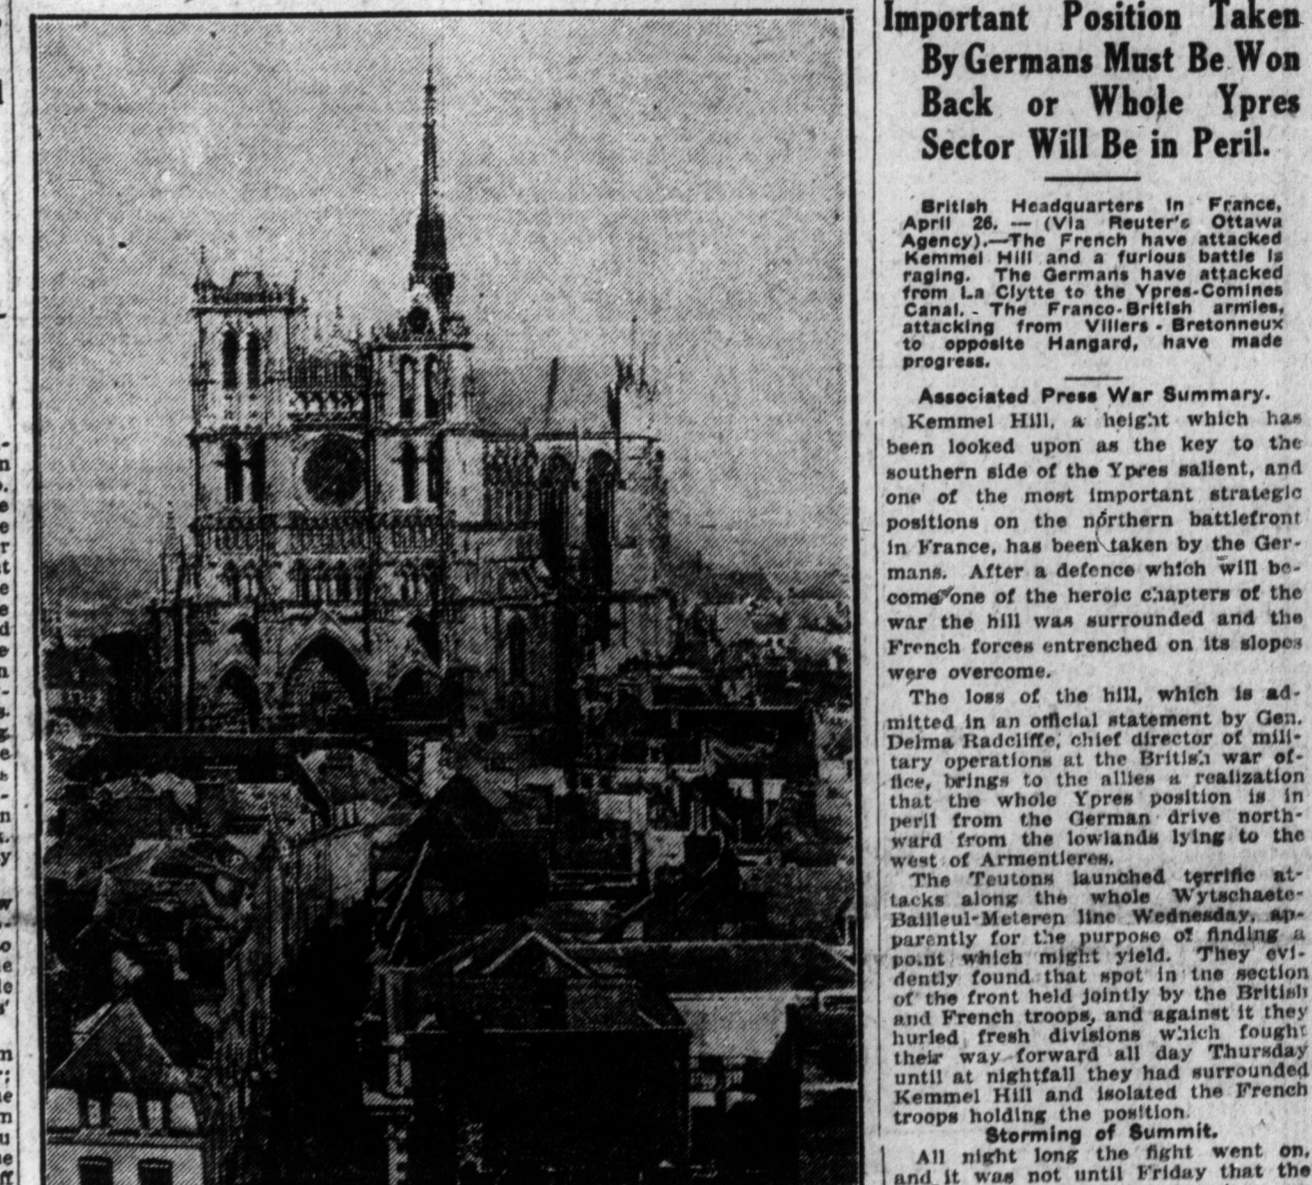 Important Position Taken
By Germans Must Be Won
Back or Whole Ypres
Sector Will Be in Peril.
British Headquarters in France,
April 26. — (Via Reuter's Ottawa
Agency).—The French have attacked
Kemmel Hill and a furious battle is
raging. The Germans have attacked
from La Clytte to the Ypres-Comines
Canal. - The Franco-British armies,
attacking from Villers - Bretonneux
to opposite Hangard, have made
progress.
Associated Press War Summary.
Kemmel Hill, a height which has
been looked upon as the key to the
southern side of the Ypres salient, and
one of the most important strategic
positions on the northern battlefront
in France, has been taken by the Ger-
mans. After a defence which will be-
come one of the heroic chapters of the
war the hill was surrounded and the
French forces entrenched on its slopes
were overcome.
The loss of the hill, which is ad-
mitted in an official statement by Gen.
Delma Radcliffe, chief director of mili-
tary operations at the British war of-
fice, brings to the allies a realization
that the whole Ypres position is in
peril from the German drive north-
ward from the lowlands lying to the
west of Armentieres.
The Teutons launched terrific at-
tacks along the whole Wytschaete-
Bailleul-Meteren line Wednesday, ap-
parently for the purpose of finding a
point which might yield. They evi-
dently found that spot in the section
of the front held jointly by the British
and French troops, and against it they
hurled fresh divisions which fought
their way forward all day Thursday
until at nightfall they had surrounded
Kemmel Hill and isolated the French
troops holding the position.
Storming of Summit.
All night long the fight went on,
and it was not until Friday that the